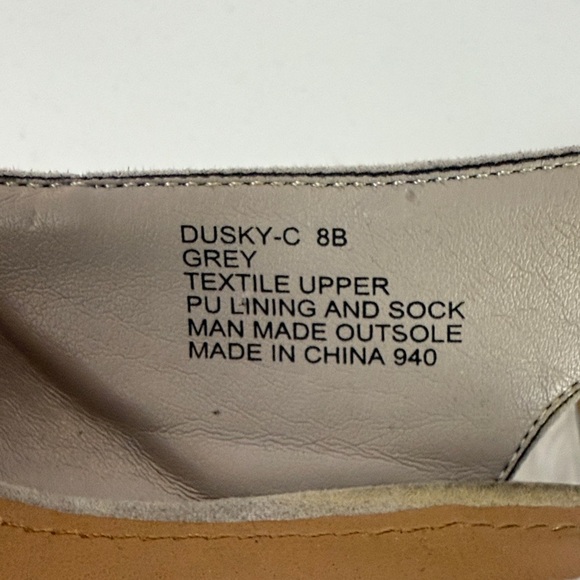 DUSKY-C 8B
GREY
TEXTILE UPPER
PU LINING AND SOCK
MAN MADE OUTSOLE
MADE IN CHINA 940